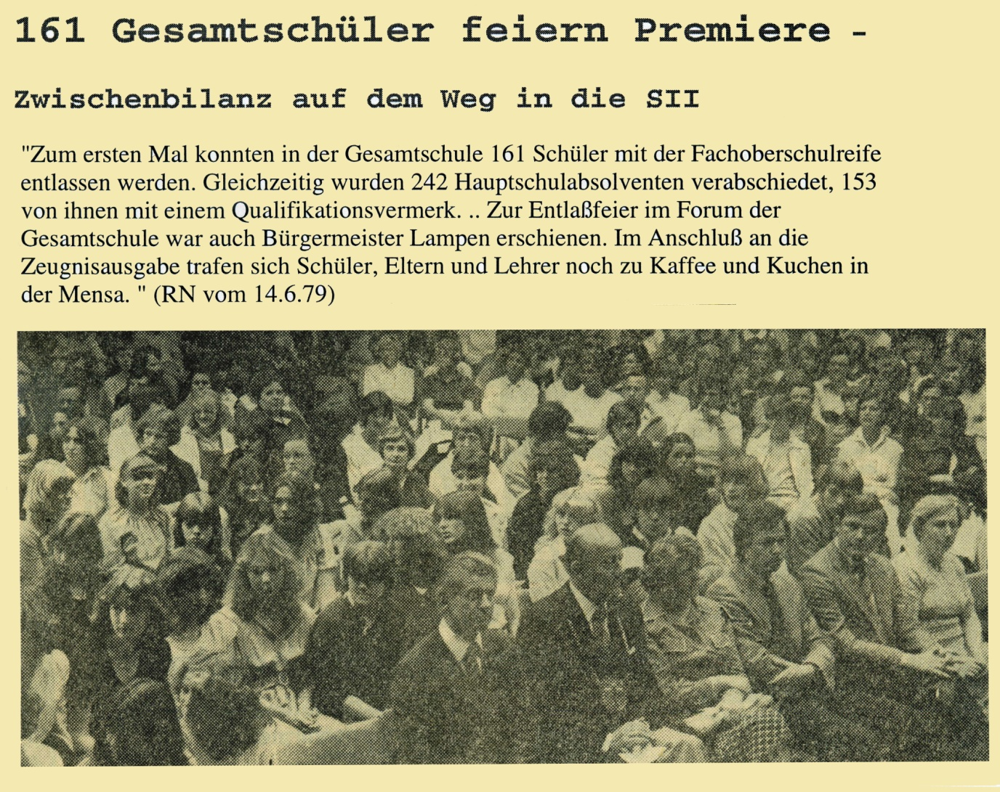 161 Gesamtschüler feiern Premiere -
Zwischenbilanz auf dem Weg in die SII
"Zum ersten Mal konnten in der Gesamtschule 161 Schüler mit der Fachoberschulreife
entlassen werden. Gleichzeitig wurden 242 Hauptschulabsolventen verabschiedet, 153
von ihnen mit einem Qualifikationsvermerk. .. Zur Entlaßfeier im Forum der
Gesamtschule war auch Bürgermeister Lampen erschienen. Im Anschluß an die
Zeugnisausgabe trafen sich Schüler, Eltern und Lehrer noch zu Kaffee und Kuchen in
der Mensa. " (RN vom 14.6.79)